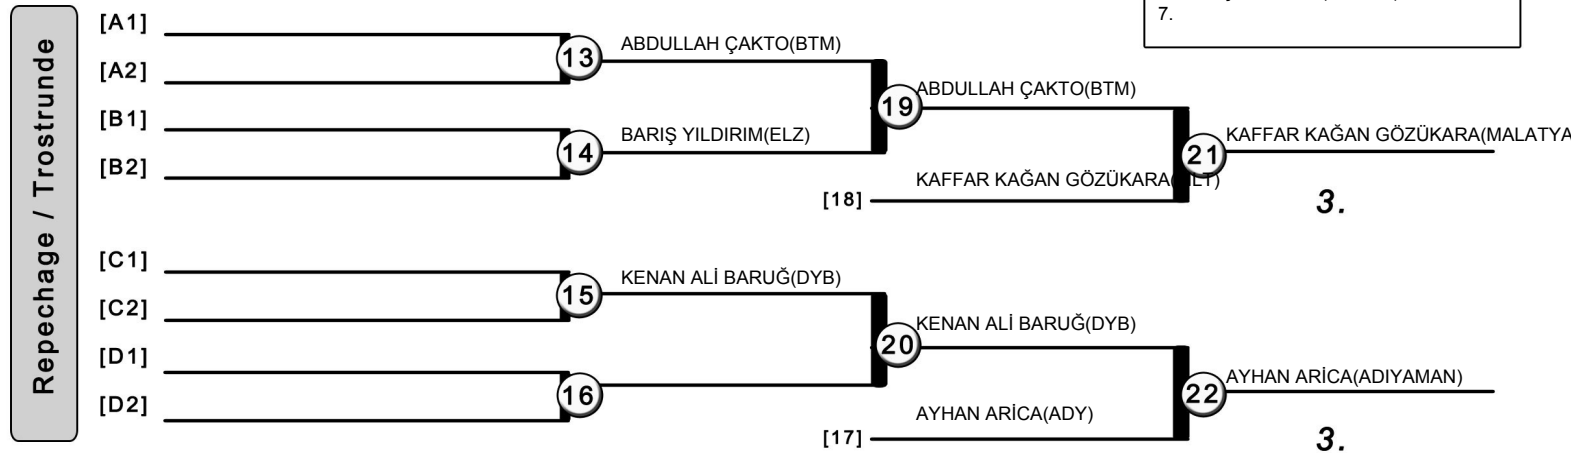 7.
Repechage / Trostrunde
[A1]
[A2]
[B1]
[B2]
13
ABDULLAH ÇAKTO(BTM)
14
BARIŞ YILDIRIM(ELZ)
19
ABDULLAH ÇAKTO(BTM)
[18]
KAFFAR KAĞAN GÖZÜKARA(
LT)
21
KAFFAR KAĞAN GÖZÜKARA(MALATYA
3.
[C1]
[C2]
[D1]
[D2]
15
KENAN ALİ BARUĞ(DYB)
16
20
KENAN ALİ BARUĞ(DYB)
[17]
AYHAN ARİCA(ADY)
22
AYHAN ARİCA(ADIYAMAN)
3.